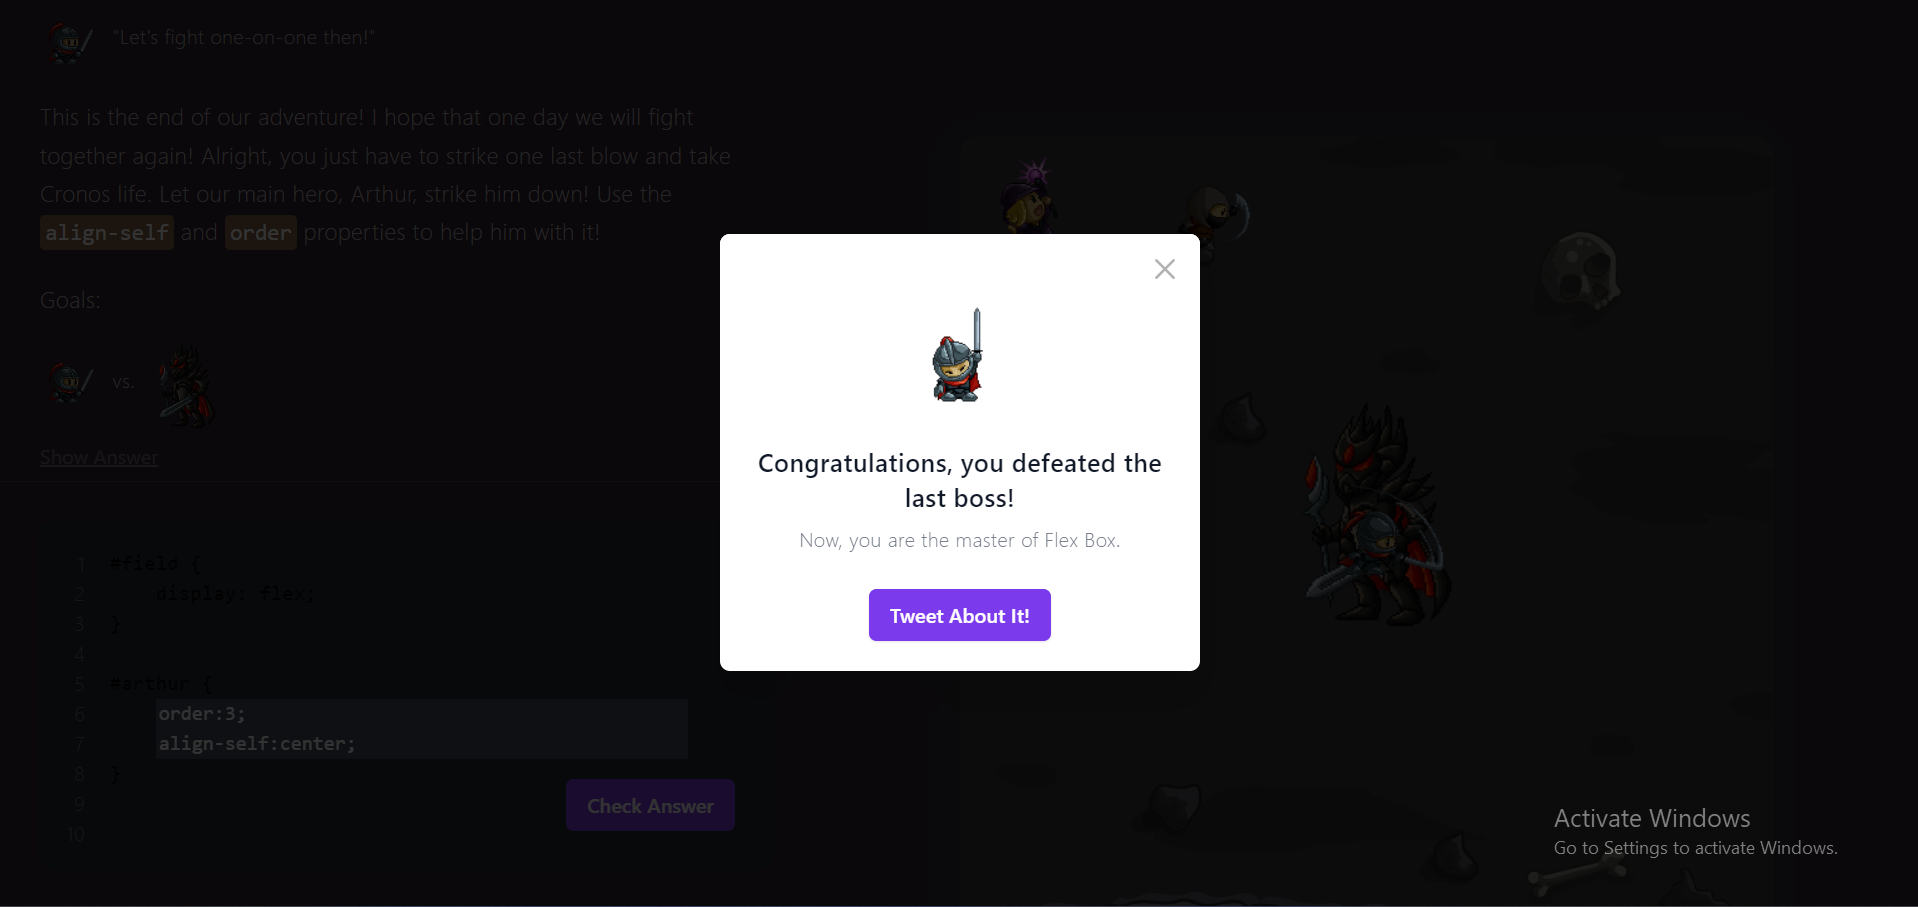 "Let's fight one-on-one then!"
This is the end of our adventure! I hope that one day we will fight
together again! Alright, you just have to strike one last blow and take
Cronos life. Let our main hero, Arthur, strike him down! Use the
align-self and order properties to help him with it!
Goals:
vs.
Show Answer
1 #field {
2 display: flex;
3 }
4
5 #arthur {
6 order:3;
7 align-self:center;
8 }
9
10
Check Answer
Congratulations, you defeated the
last boss!
Now, you are the master of Flex Box.
Tweet About It!
Activate Windows
Go to Settings to activate Windows.